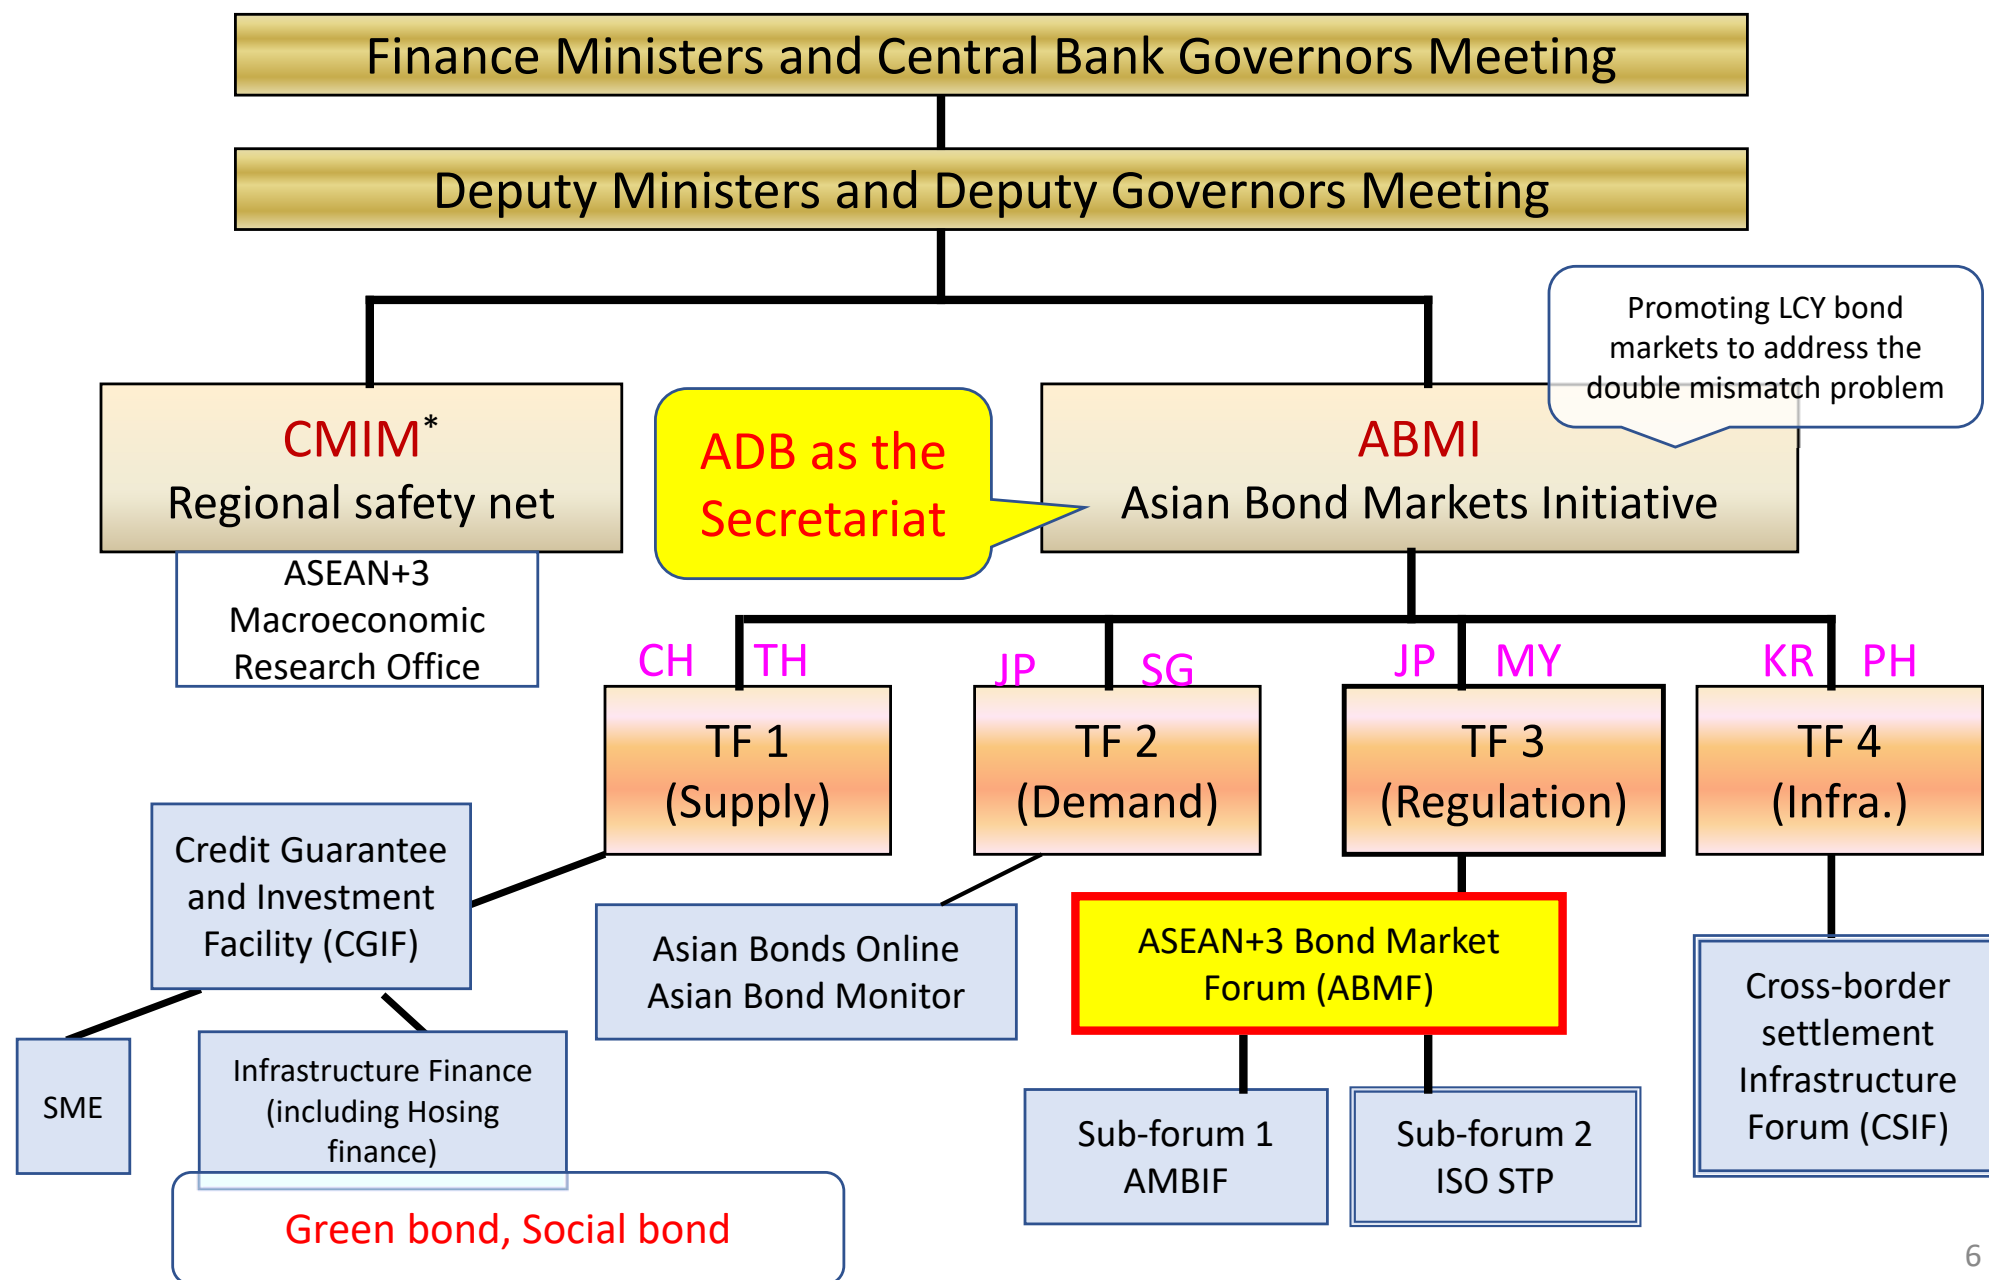 Finance Ministers and Central Bank Governors Meeting
Deputy Ministers and Deputy Governors Meeting
Promoting LCY bond
markets to address the
double mismatch problem
CMIM*
Regional safety net
ADB as the
Secretariat
ABMI
Asian Bond Markets Initiative
ASEAN+3
Macroeconomic
Research Office
CH TH
JP SG
JP MY
KR PH
TF 1
(Supply)
TF 2
(Demand)
TF 3
(Regulation)
TF 4
(Infra.)
Credit Guarantee
and Investment
Facility (CGIF)
Asian Bonds Online
Asian Bond Monitor
ASEAN+3 Bond Market
Forum (ABMF)
Cross-border
settlement
Infrastructure
Forum (CSIF)
SME
Infrastructure Finance
(including Hosing
finance)
Sub-forum 1
AMBIF
Sub-forum 2
ISO STP
Green bond, Social bond
6